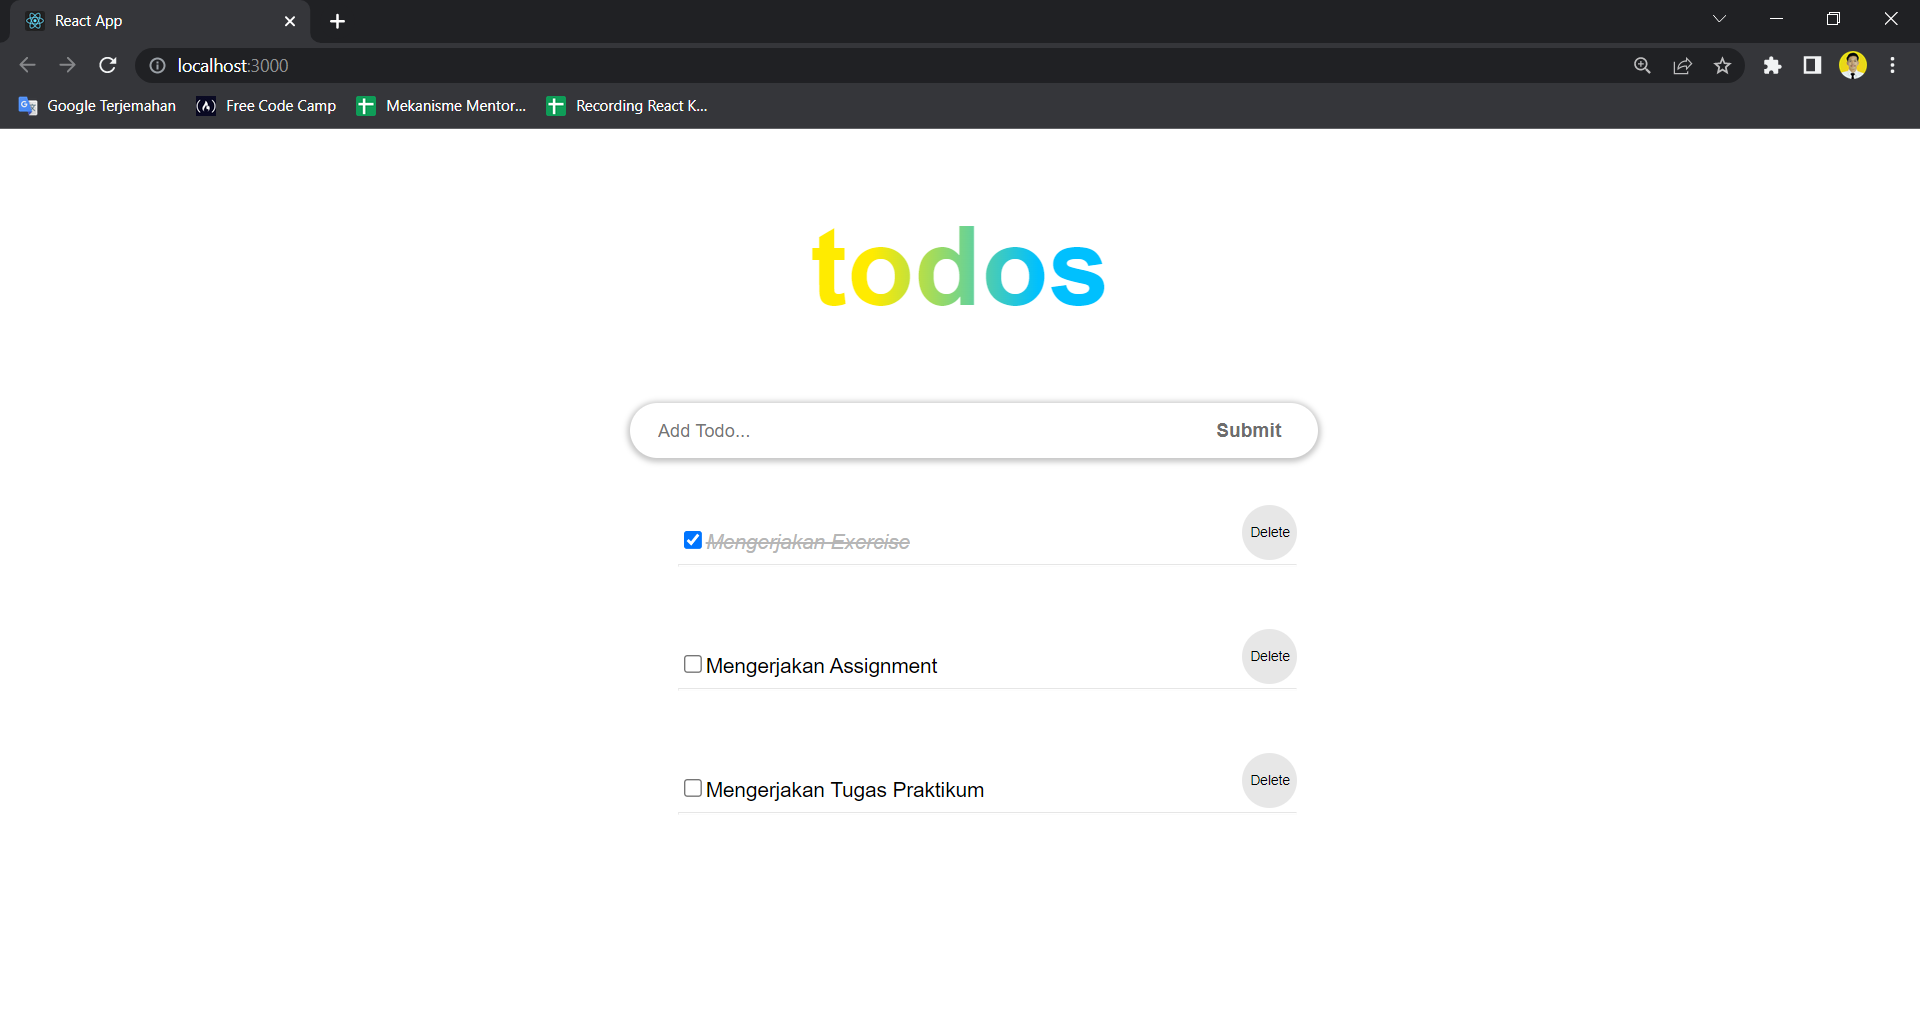 React App
localhost:3000
Google Terjemahan Free Code Camp Mekanisme Mentor... Recording React K...
todos
Add Todo... Submit
Mengerjakan Exercise Delete
Mengerjakan Assignment Delete
Mengerjakan Tugas Praktikum Delete